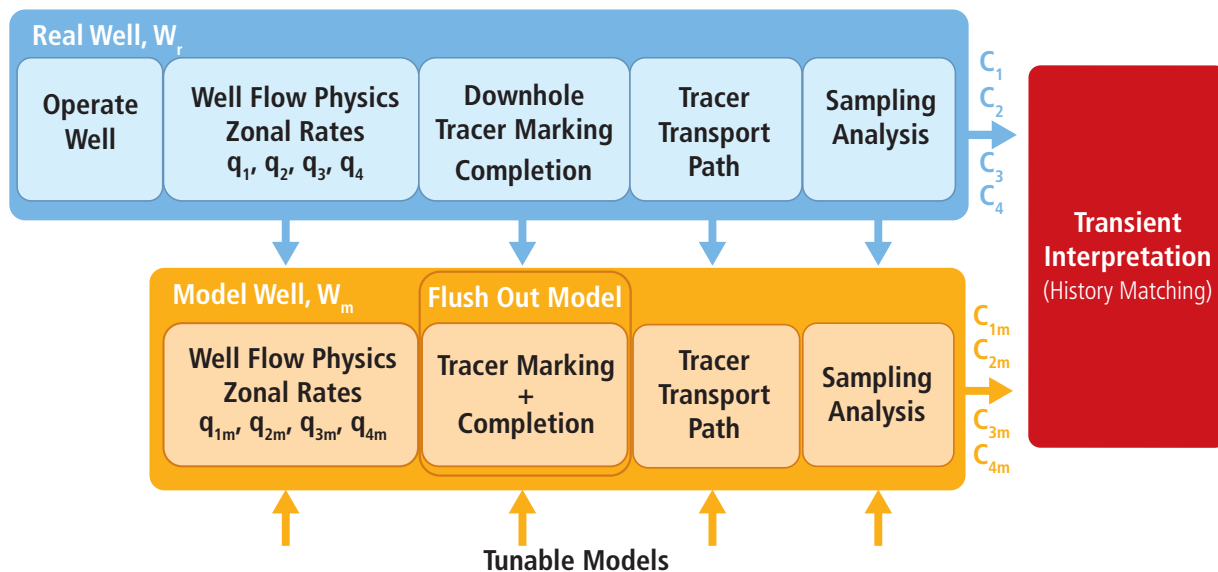 Real Well, Wr
Operate
Well
Well Flow Physics
Zonal Rates
q1, q2, q3, q4
Downhole
Tracer Marking
Completion
Tracer
Transport
Path
Sampling
Analysis
C1
C2
C3
C4
Transient
Interpretation
(History Matching)
Model Well, Wm
Flush Out Model
Well Flow Physics
Zonal Rates
q1m, q2m, q3m, q4m
Tracer Marking
+
Completion
Tracer
Transport
Path
Sampling
Analysis
C1m
C2m
C3m
C4m
Tunable Models